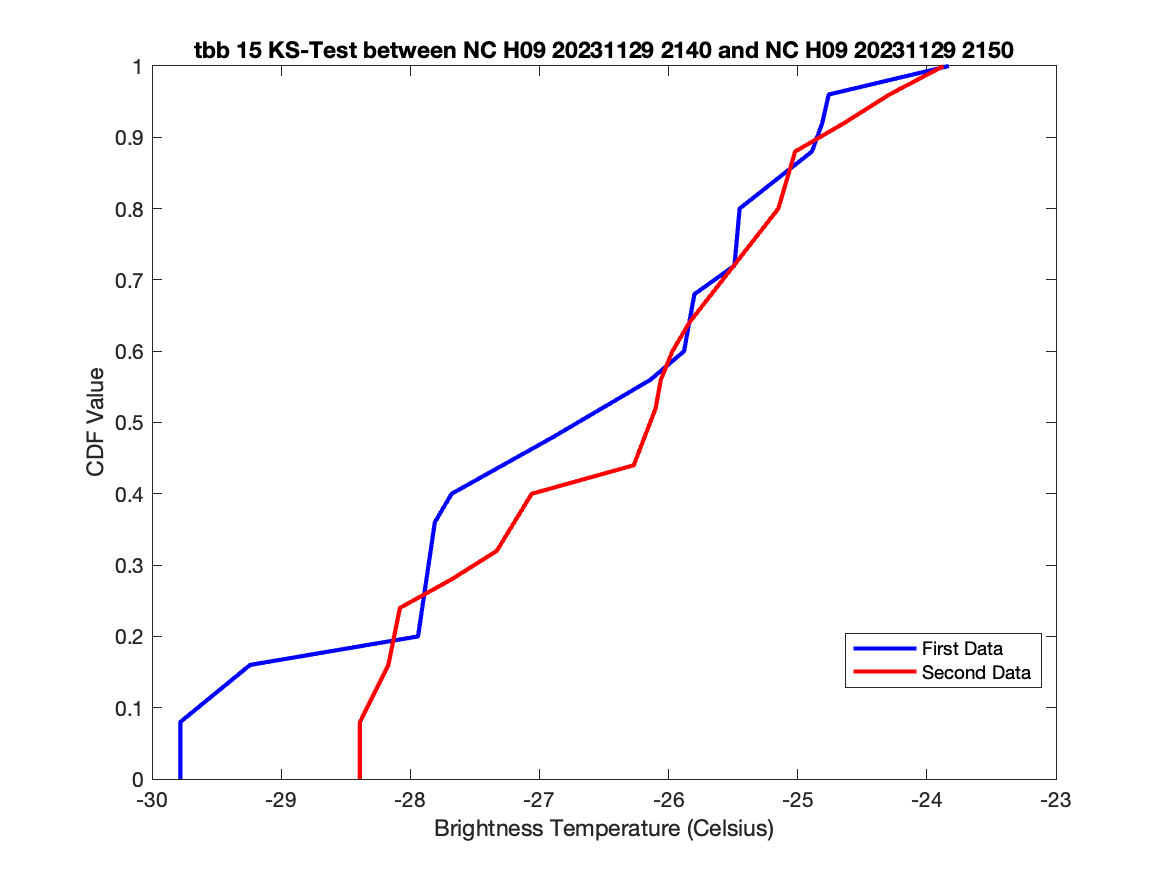 tbb 15 KS-Test between NC H09 20231129 2140 and NC H09 20231129 2150
1
0.9
0.8
0.7
0.6
0.5
0.4
0.3
0.2
0.1
0
CDF Value
First Data
Second Data
-30 -29 -28 -27 -26 -25 -24 -23
Brightness Temperature (Celsius)